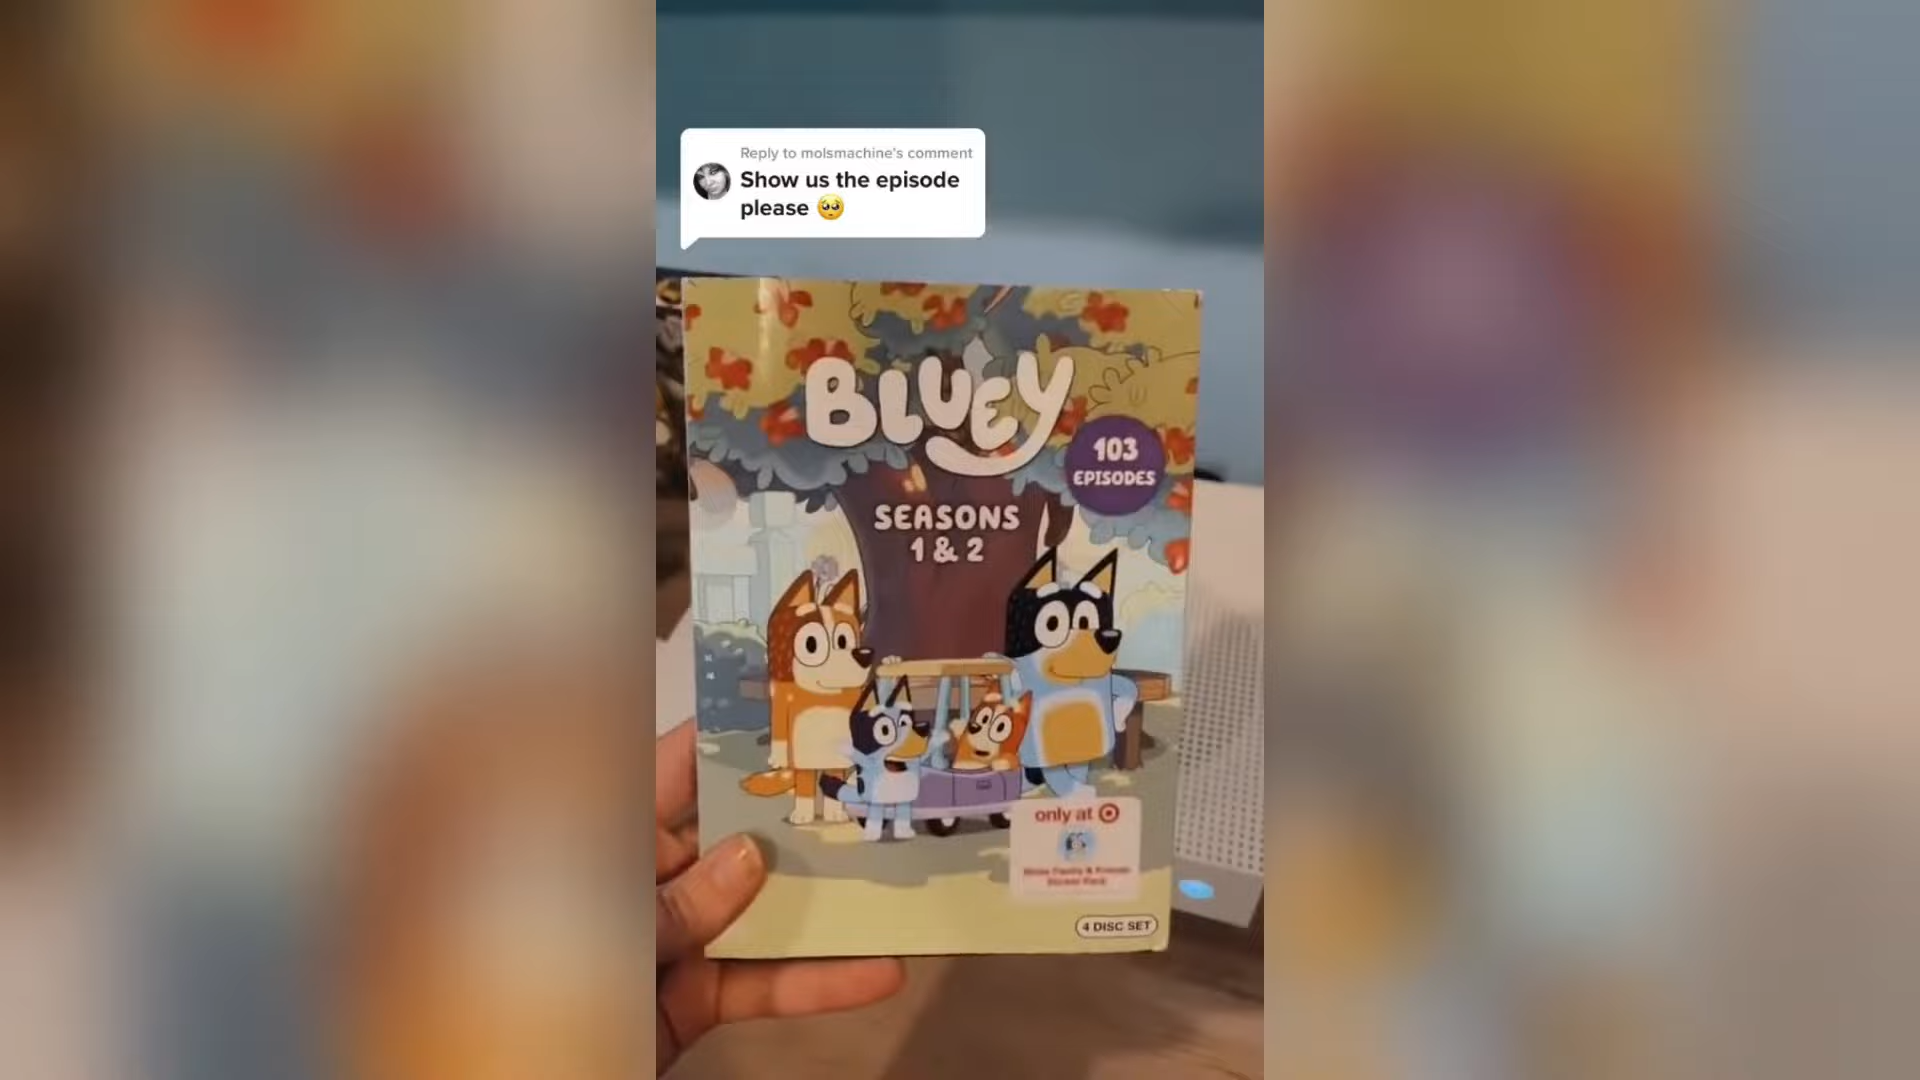 Reply to molsmachine's comment
Show us the episode
please 🥺
BLUEY
103
EPISODES
SEASONS
1 & 2
only at
4 DISC SET